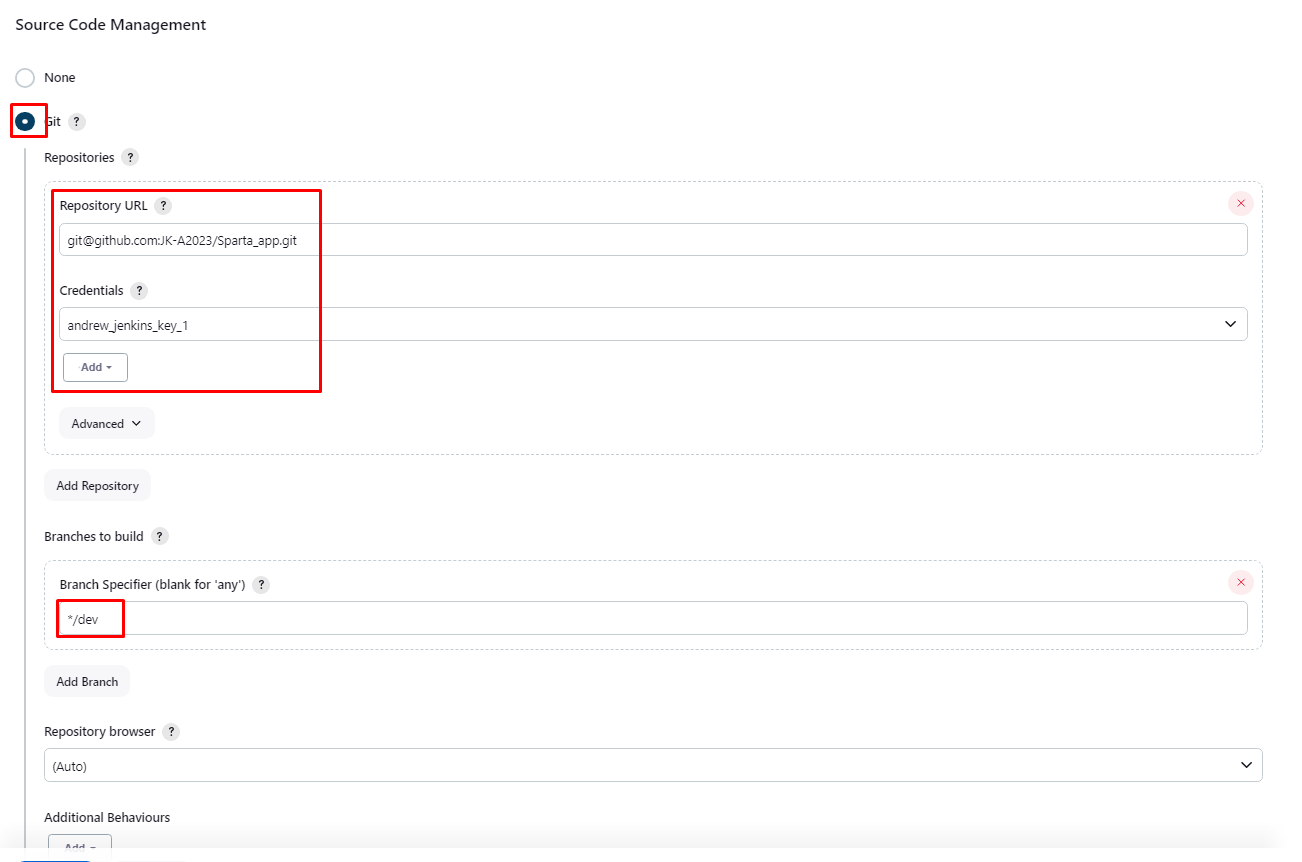 Source Code Management
None
Git ?
Repositories ?
Repository URL ?
git@github.com:JK-A2023/Sparta_app.git
Credentials ?
andrew_jenkins_key_1
Add
Advanced
Add Repository
Branches to build ?
Branch Specifier (blank for 'any') ?
*/dev
Add Branch
Repository browser ?
(Auto)
Additional Behaviours
Add